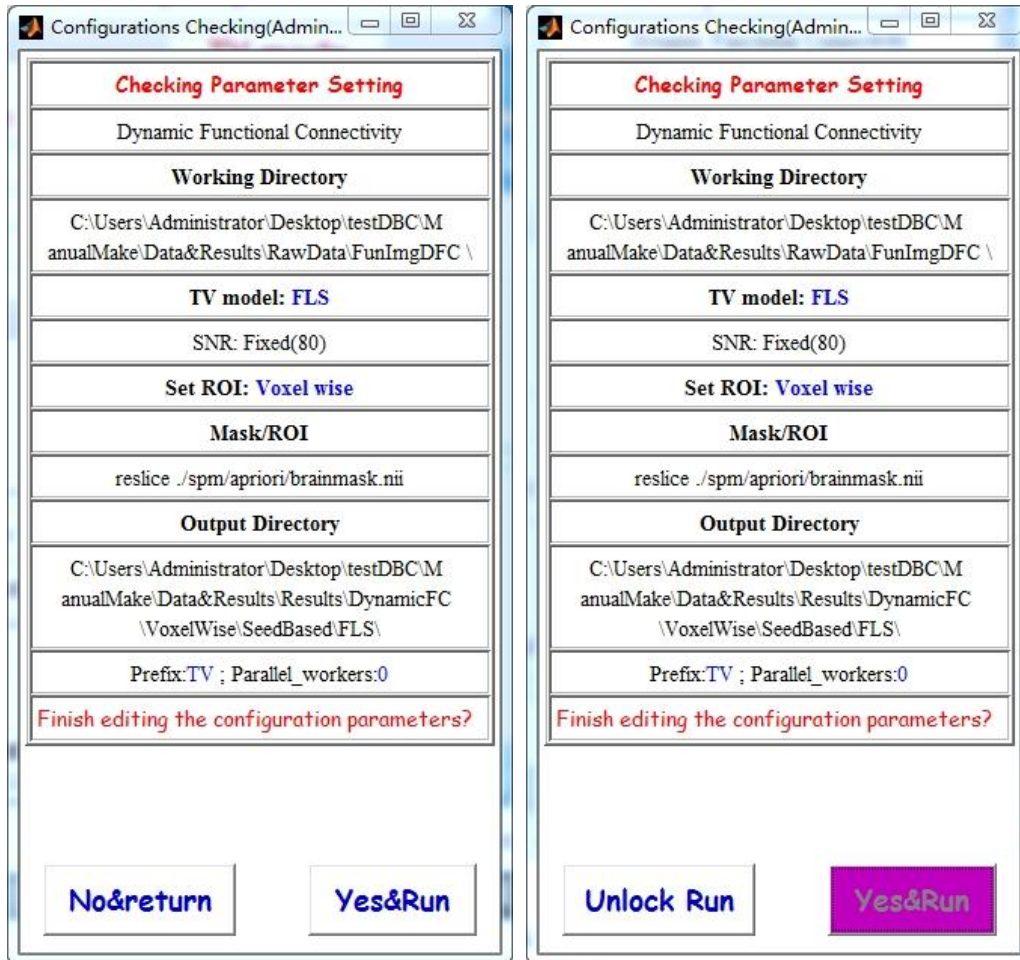 Configurations Checking(Admin...
Checking Parameter Setting
Dynamic Functional Connectivity
Working Directory
C:\Users\Administrator\Desktop\testDBC\M
anualMake\Data&Results\RawData\FunImgDFC \
TV model: FLS
SNR: Fixed(80)
Set ROI: Voxel wise
Mask/ROI
reslice ./spm/apriori/brainmask.nii
Output Directory
C:\Users\Administrator\Desktop\testDBC\M
anualMake\Data&Results\Results\DynamicFC
\VoxelWise\SeedBased\FLS\
Prefix:TV ; Parallel_workers:0
Finish editing the configuration parameters?
No&return
Yes&Run
Configurations Checking(Admin...
Checking Parameter Setting
Dynamic Functional Connectivity
Working Directory
C:\Users\Administrator\Desktop\testDBC\M
anualMake\Data&Results\RawData\FunImgDFC \
TV model: FLS
SNR: Fixed(80)
Set ROI: Voxel wise
Mask/ROI
reslice ./spm/apriori/brainmask.nii
Output Directory
C:\Users\Administrator\Desktop\testDBC\M
anualMake\Data&Results\Results\DynamicFC
\VoxelWise\SeedBased\FLS\
Prefix:TV ; Parallel_workers:0
Finish editing the configuration parameters?
Unlock Run
Yes&Run